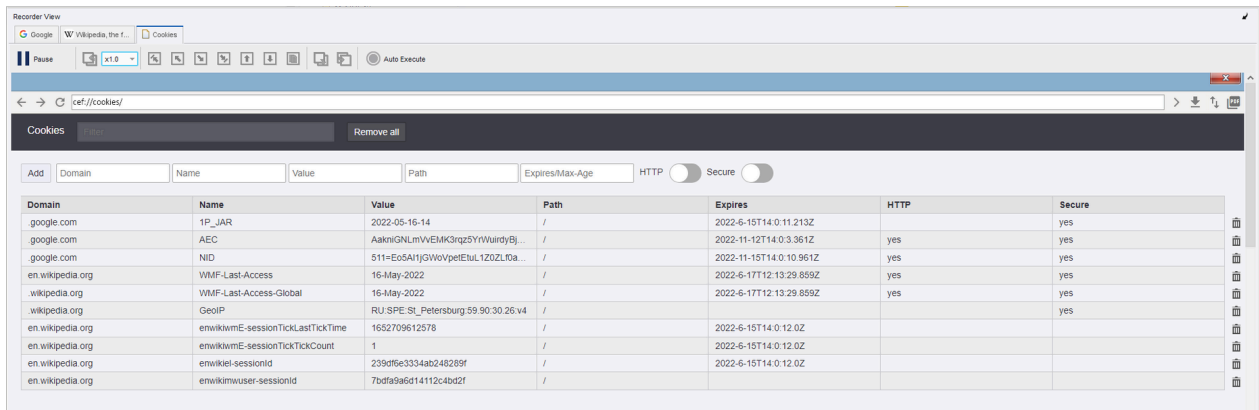 Recorder View
Google Wikipedia, the f... Cookies
Pause x1.0 Auto Execute
cef://cookies/ PDF
Cookies Filter Remove all
Add Domain Name Value Path Expires/Max-Age HTTP Secure
Domain Name Value Path Expires HTTP Secure
.google.com 1P_JAR 2022-05-16-14 / 2022-6-15T14:0:11.213Z yes
.google.com AEC AakniGNLmVvEMK3rqz5YrWuirdyBj... / 2022-11-12T14:0:3.361Z yes yes
.google.com NID 511=Eo5Al1jGWoVpetEtuL1Z0ZLf0a... / 2022-11-15T14:0:10.961Z yes yes
en.wikipedia.org WMF-Last-Access 16-May-2022 / 2022-6-17T12:13:29.859Z yes yes
.wikipedia.org WMF-Last-Access-Global 16-May-2022 / 2022-6-17T12:13:29.859Z yes yes
.wikipedia.org GeoIP RU:SPE:St_Petersburg:59.90:30.26:v4 / yes
en.wikipedia.org enwikiwmE-sessionTickLastTickTime 1652709612578 / 2022-6-15T14:0:12.0Z
en.wikipedia.org enwikiwmE-sessionTickTickCount 1 / 2022-6-15T14:0:12.0Z
en.wikipedia.org enwikiel-sessionId 239df6e3334ab248289f / 2022-6-15T14:0:12.0Z
en.wikipedia.org enwikimwuser-sessionId 7bdfa9a6d14112c4bd2f /